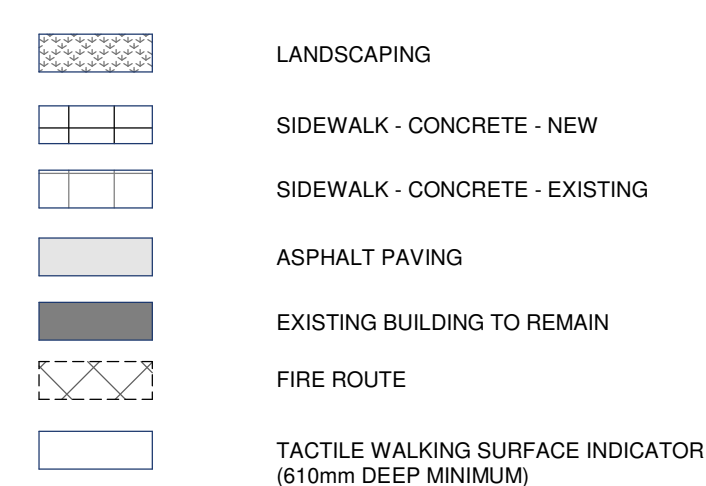 LANDSCAPING
SIDEWALK - CONCRETE - NEW
SIDEWALK - CONCRETE - EXISTING
ASPHALT PAVING
EXISTING BUILDING TO REMAIN
FIRE ROUTE
TACTILE WALKING SURFACE INDICATOR
(610mm DEEP MINIMUM)